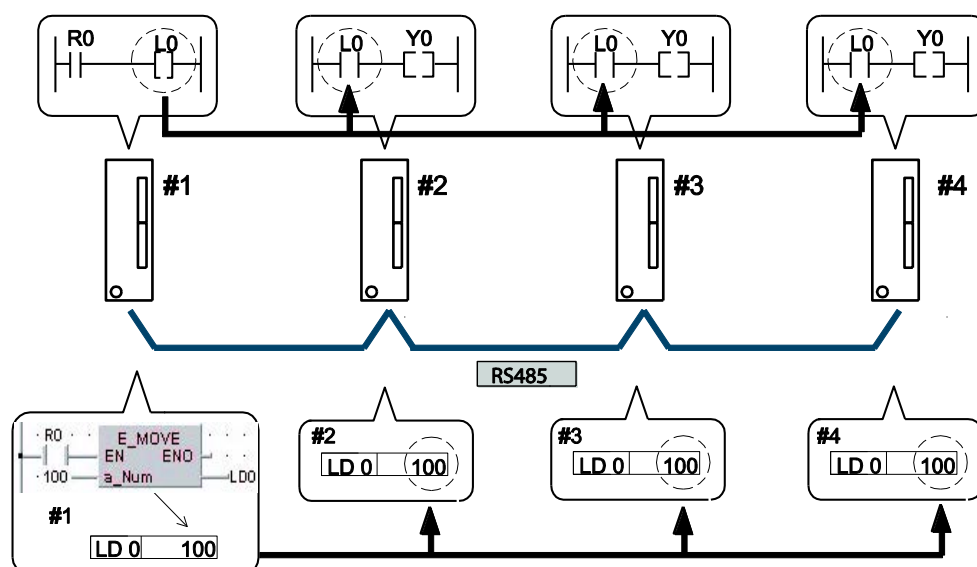 R0 L0
L0 Y0
L0 Y0
L0 Y0
#1
#2
#3
#4
RS485
R0
E_MOVE
EN ENO
100 a_Num LD0
#1
LD 0 100
#2
LD 0 100
#3
LD 0 100
#4
LD 0 100